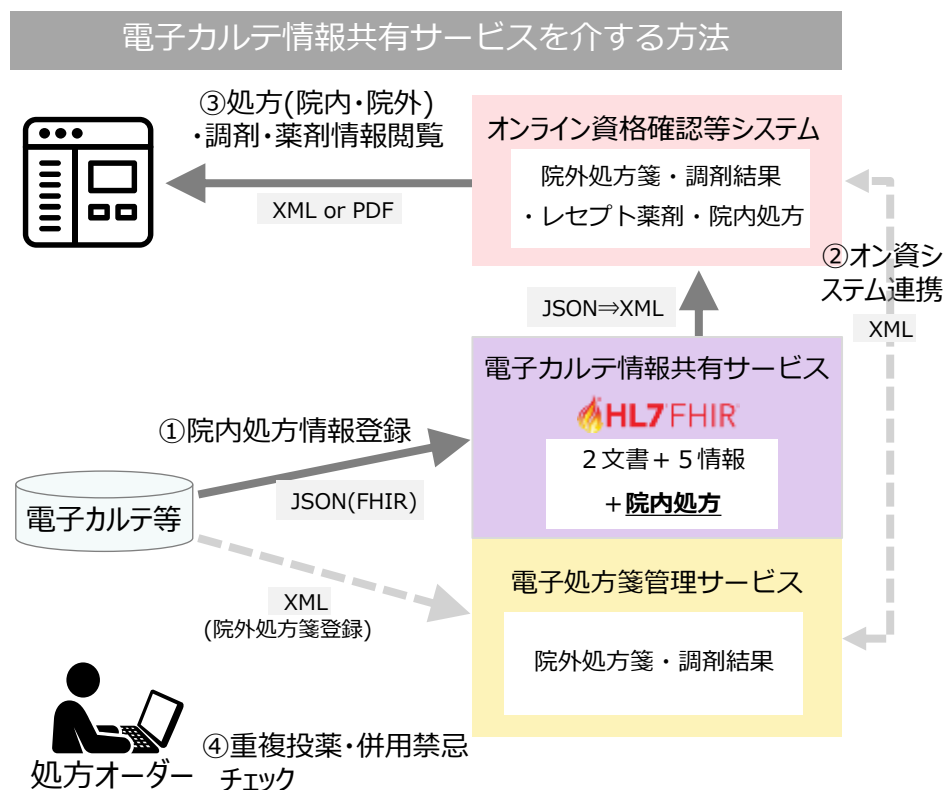 電子カルテ情報共有サービスを介する方法
③処方(院内・院外)
・調剤・薬剤情報閲覧
XML or PDF
オンライン資格確認等システム
院外処方箋・調剤結果
・レセプト薬剤・院内処方
②オン資シ
ステム連携
XML
JSON⇒XML
電子カルテ情報共有サービス
HL7 FHIR
２文書＋５情報
＋院内処方
①院内処方情報登録
JSON(FHIR)
電子カルテ等
XML
(院外処方箋登録)
電子処方箋管理サービス
院外処方箋・調剤結果
処方オーダー
④重複投薬・併用禁忌
チェック